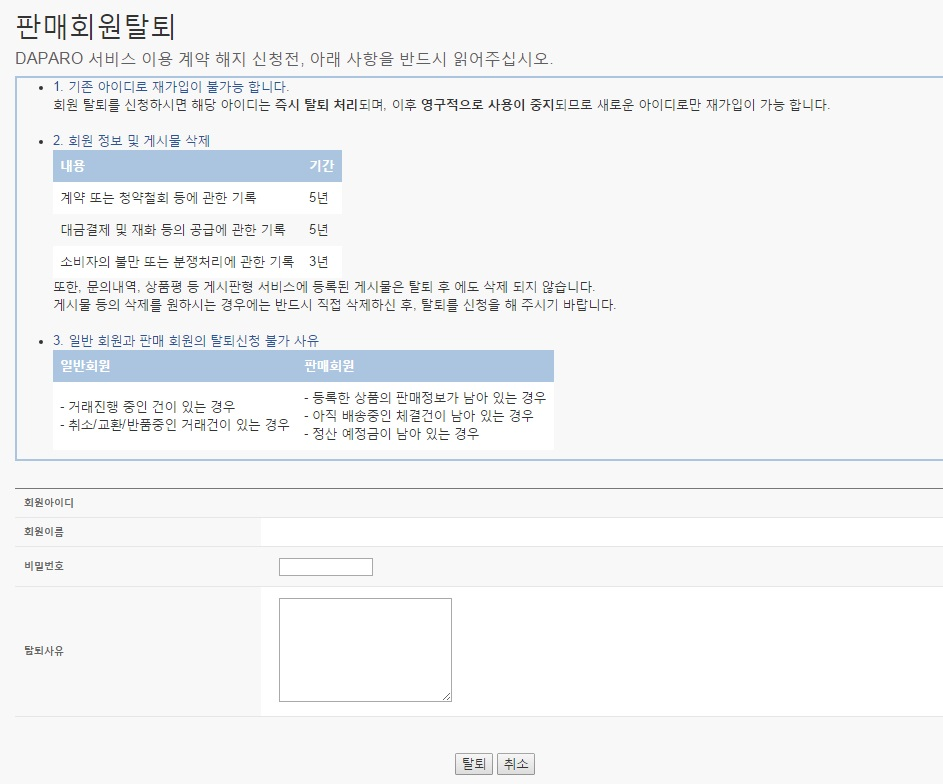 판매회원탈퇴
DAPARO 서비스 이용 계약 해지 신청전, 아래 사항을 반드시 읽어주십시오.
1. 기존 아이디로 재가입이 불가능 합니다.
회원 탈퇴를 신청하시면 해당 아이디는 즉시 탈퇴 처리되며, 이후 영구적으로 사용이 중지되므로 새로운 아이디로만 재가입이 가능 합니다.
2. 회원 정보 및 게시물 삭제
내용 기간
계약 또는 청약철회 등에 관한 기록 5년
대금결제 및 재화 등의 공급에 관한 기록 5년
소비자의 불만 또는 분쟁처리에 관한 기록 3년
또한, 문의내역, 상품평 등 게시판형 서비스에 등록된 게시물은 탈퇴 후 에도 삭제 되지 않습니다.
게시물 등의 삭제를 원하시는 경우에는 반드시 직접 삭제하신 후, 탈퇴를 신청을 해 주시기 바랍니다.
3. 일반 회원과 판매 회원의 탈퇴신청 불가 사유
일반회원 판매회원
- 거래진행 중인 건이 있는 경우
- 취소/교환/반품중인 거래건이 있는 경우
- 등록한 상품의 판매정보가 남아 있는 경우
- 아직 배송중인 체결건이 남아 있는 경우
- 정산 예정금이 남아 있는 경우
회원아이디
회원이름
비밀번호
탈퇴사유
탈퇴 취소